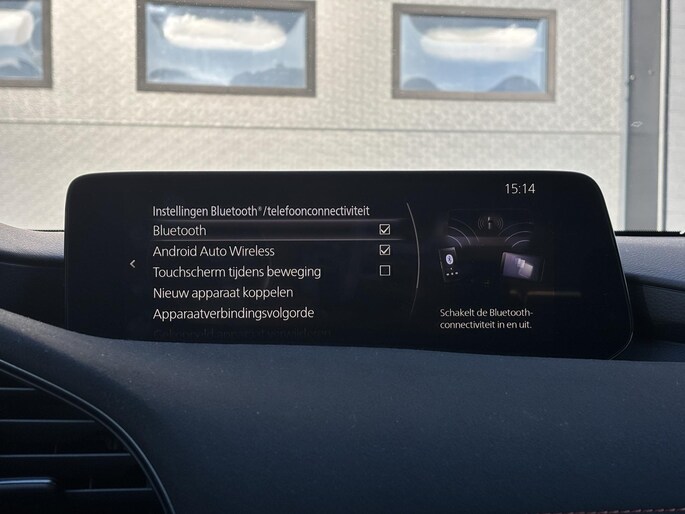 15:14
Instellingen Bluetooth®/telefoonconnectiviteit
Bluetooth
Android Auto Wireless
Touchscherm tijdens beweging
Nieuw apparaat koppelen
Apparaatverbindingsvolgorde
Schakelt de Bluetooth-
connectiviteit in en uit.